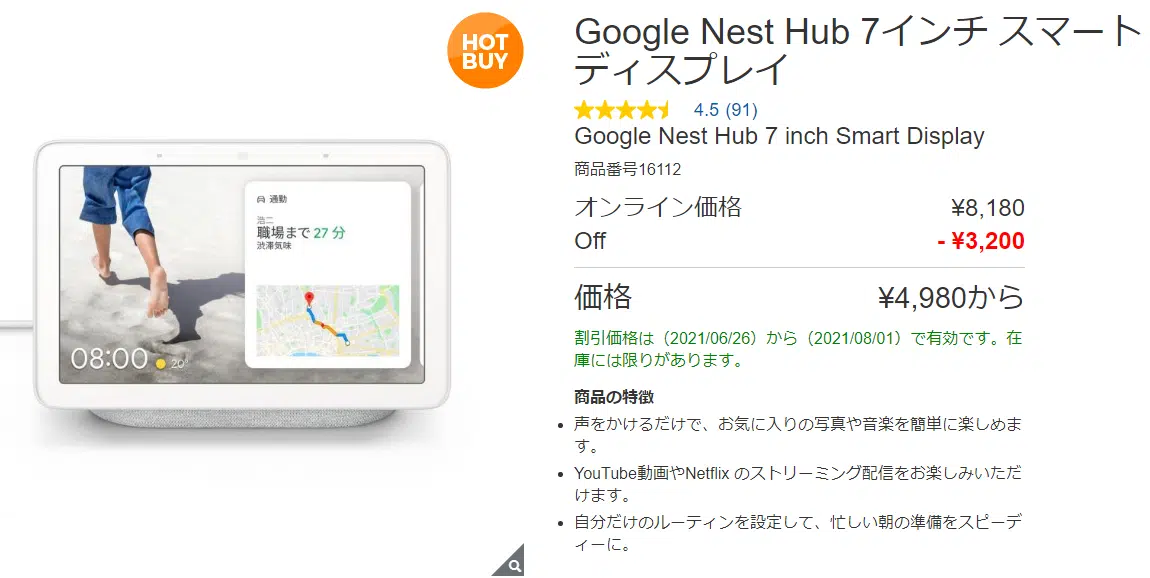 HOT
BUY
通勤
浩二
職場まで 27 分
渋滞気味
08:00 20°
Google Nest Hub 7インチ スマート
ディスプレイ
4.5 (91)
Google Nest Hub 7 inch Smart Display
商品番号16112
オンライン価格 ¥8,180
Off - ¥3,200
価格 ¥4,980から
割引価格は（2021/06/26）から（2021/08/01）で有効です。在
庫には限りがあります。
商品の特徴
• 声をかけるだけで、お気に入りの写真や音楽を簡単に楽しめま
す。
• YouTube動画やNetflix のストリーミング配信をお楽しみいただ
けます。
• 自分だけのルーティンを設定して、忙しい朝の準備をスピーデ
ィーに。